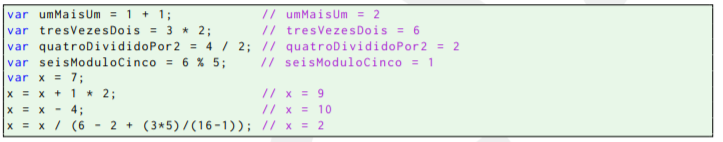 var umMaisUm = 1 + 1; // umMaisUm = 2
var tresVezesDois = 3 * 2; // tresVezesDois = 6
var quatroDivididoPor2 = 4 / 2; // quatroDivididoPor2 = 2
var seisModuloCinco = 6 % 5; // seisModuloCinco = 1
var x = 7;
x = x + 1 * 2; // x = 9
x = x - 4; // x = 10
x = x / (6 - 2 + (3*5)/(16-1)); // x = 2